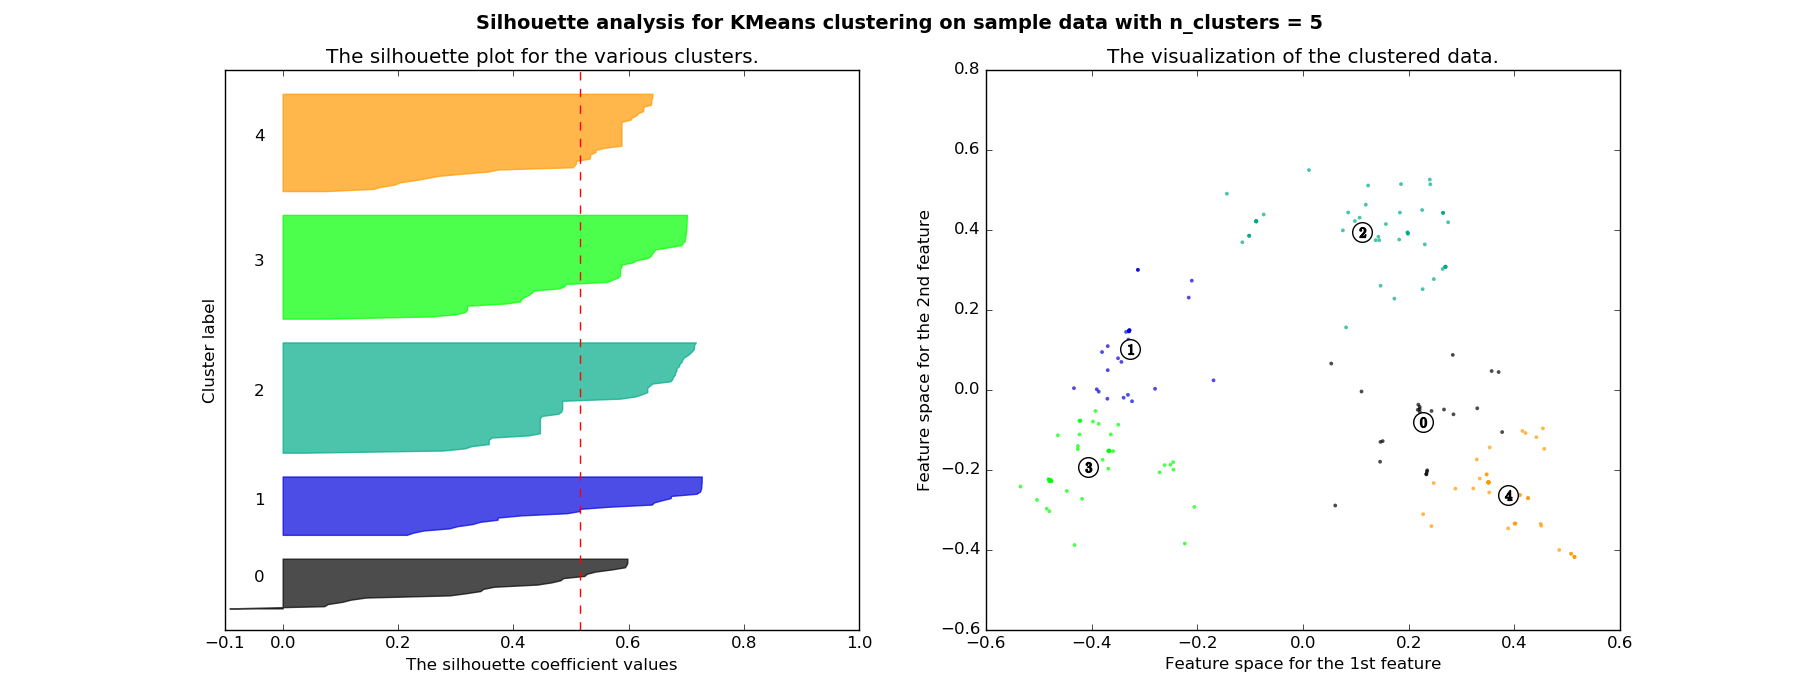 Silhouette analysis for KMeans clustering on sample data with n_clusters = 5
The silhouette plot for the various clusters.
4
3
2
1
0
Cluster label
−0.1 0.0 0.2 0.4 0.6 0.8 1.0
The silhouette coefficient values
The visualization of the clustered data.
0.8
0.6
0.4
0.2
0.0
−0.2
−0.4
−0.6
Feature space for the 2nd feature
2
1
0
3
4
−0.6 −0.4 −0.2 0.0 0.2 0.4 0.6
Feature space for the 1st feature